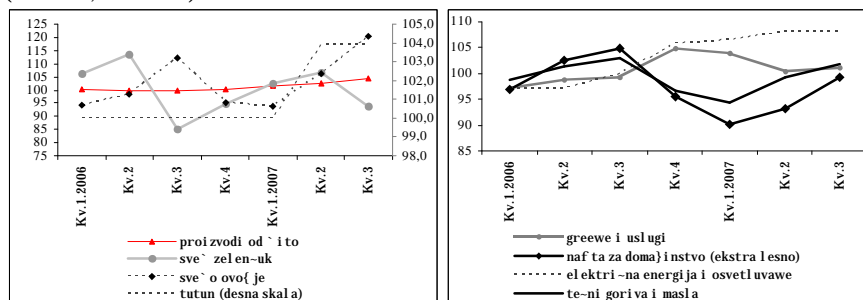 125
120
115
110
105
100
95
90
85
80
75
105,0
104,0
103,0
102,0
101,0
100,0
99,0
98,0
Kv.1.2006
Kv.2
Kv.3
Kv.4
Kv.1.2007
Kv.2
Kv.3
proizvodi od `ito
sve` zelen~uk
sve` o ovo{je
tutun (desna skala)
110
105
100
95
90
85
Kv.1.2006
Kv.2
Kv.3
Kv.4
Kv.1.2007
Kv.2
Kv.3
greewe i uslugi
nafta za doma}instvo (ekstra lesno)
elektri~na energija i osvetluvawe
te~ni goriva i masla